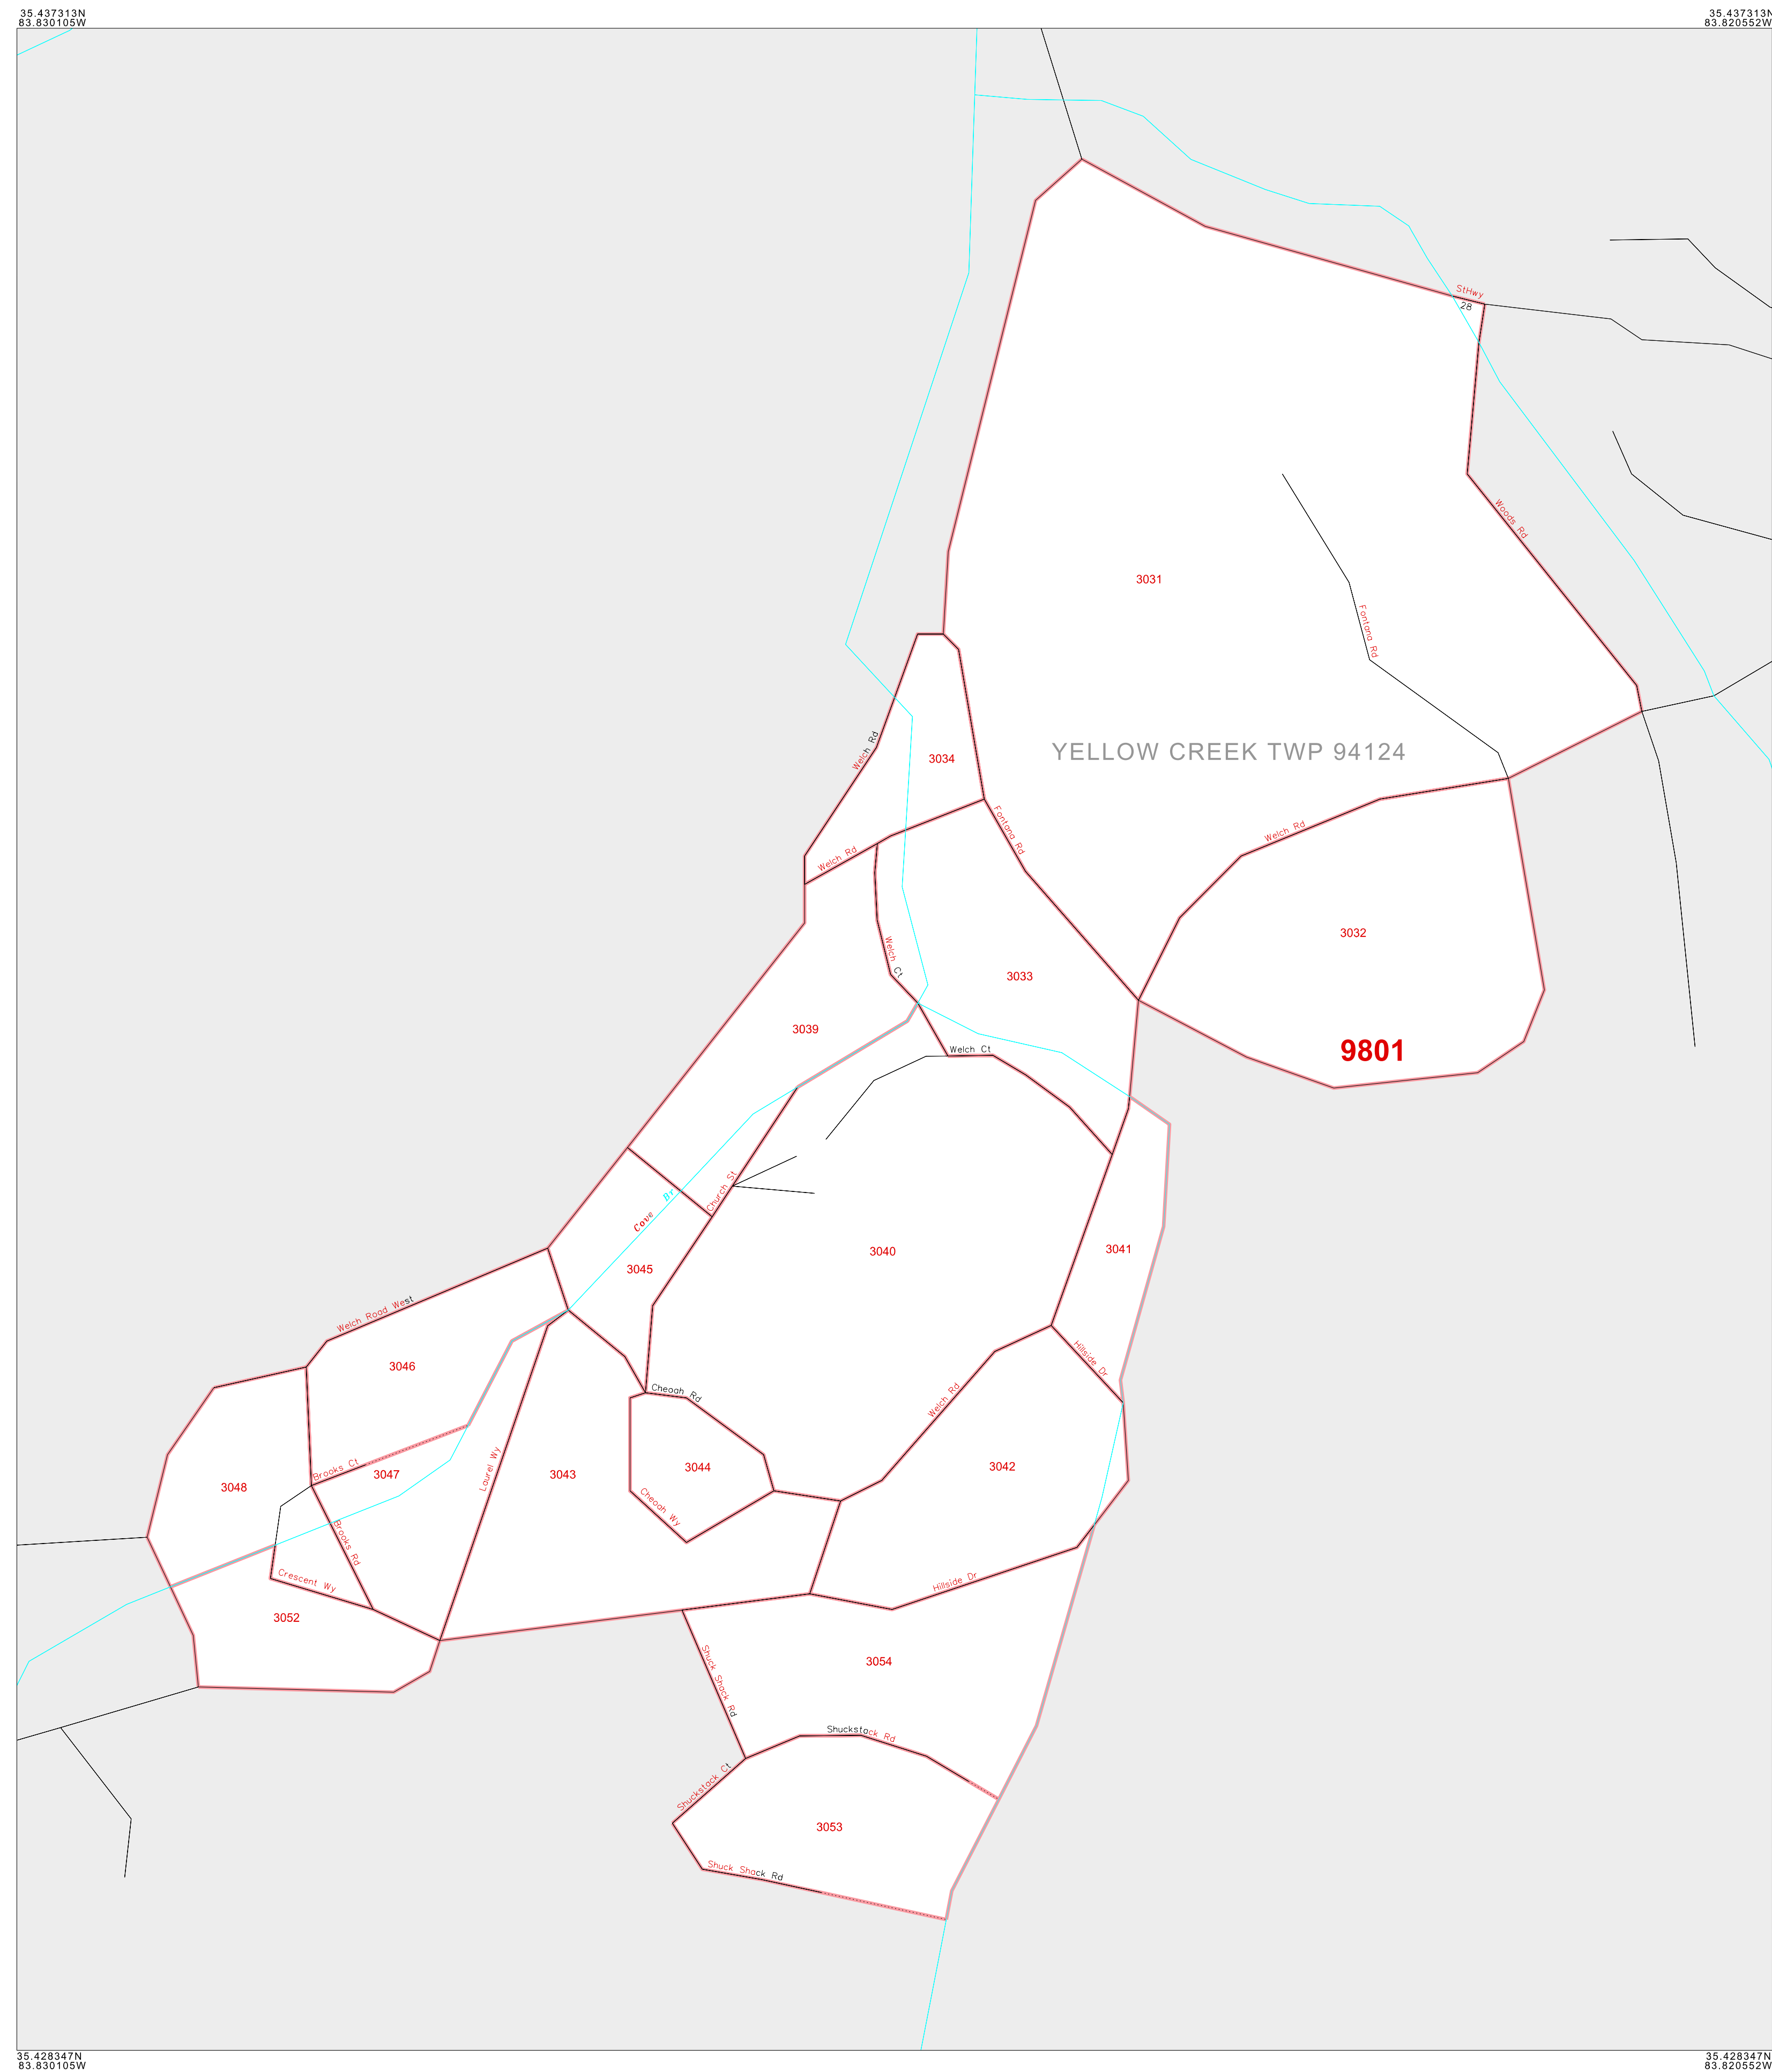 35.437313N
83.830105W
35.437313N
83.820552W
StHwy
28
Woods Rd
3031
Fontana Rd
Welch Rd
3034
YELLOW CREEK TWP 94124
Fontana Rd
Welch Rd
Welch Rd
3032
Welch Ct
3033
3039
9801
Welch Ct
Church St
Cove Br
3040
3041
3045
Welch Road West
Hillside Dr
3046
Cheoah Rd
Welch Rd
Brooks Ct
3047
Laurel Wy
3043
3044
3042
3048
Cheoah Wy
Brooks Rd
Crescent Wy
Hillside Dr
3052
3054
Shuck Shack Rd
Shuckstack Rd
Shuckstack Ct
3053
Shuck Shack Rd
35.428347N
83.830105W
35.428347N
83.820552W